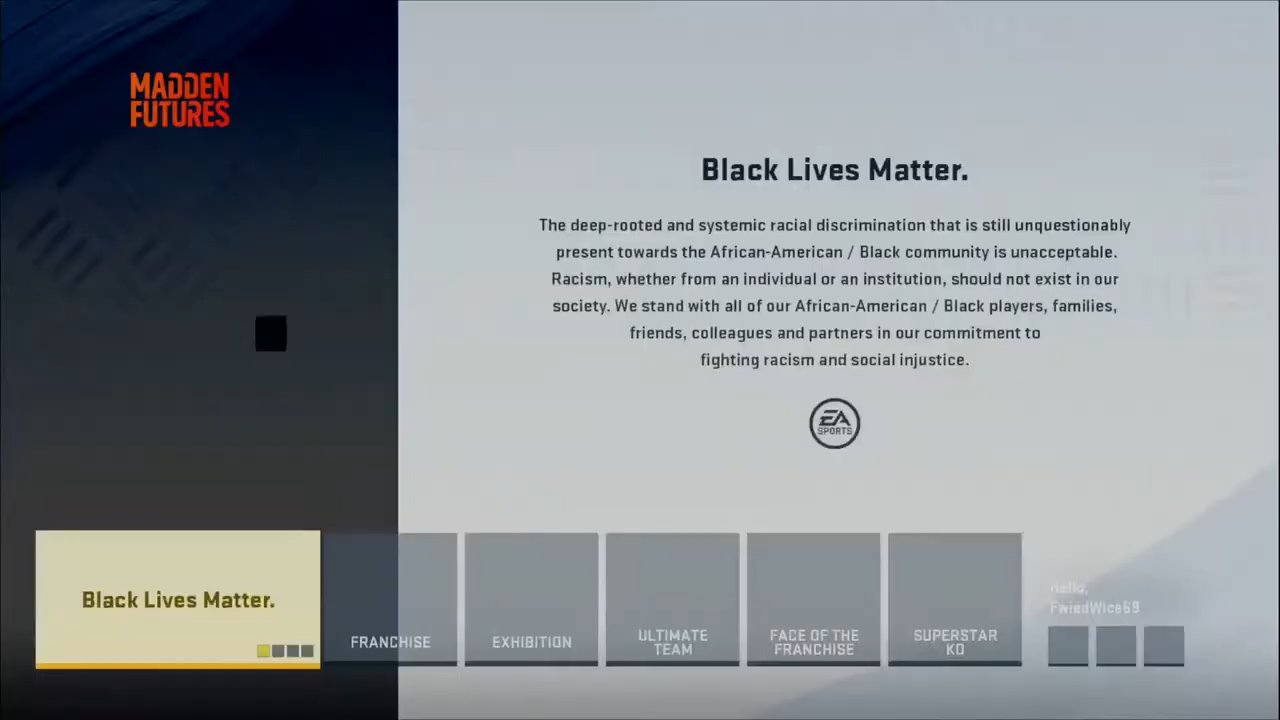 MADDEN
FUTURES
Black Lives Matter.
The deep-rooted and systemic racial discrimination that is still unquestionably
present towards the African-American / Black community is unacceptable.
Racism, whether from an individual or an institution, should not exist in our
society. We stand with all of our African-American / Black players, families,
friends, colleagues and partners in our commitment to
fighting racism and social injustice.
EA
SPORTS
Black Lives Matter.
FRANCHISE
EXHIBITION
ULTIMATE
TEAM
FACE OF THE
FRANCHISE
SUPERSTAR
KO
Hello,
FwiedWice69